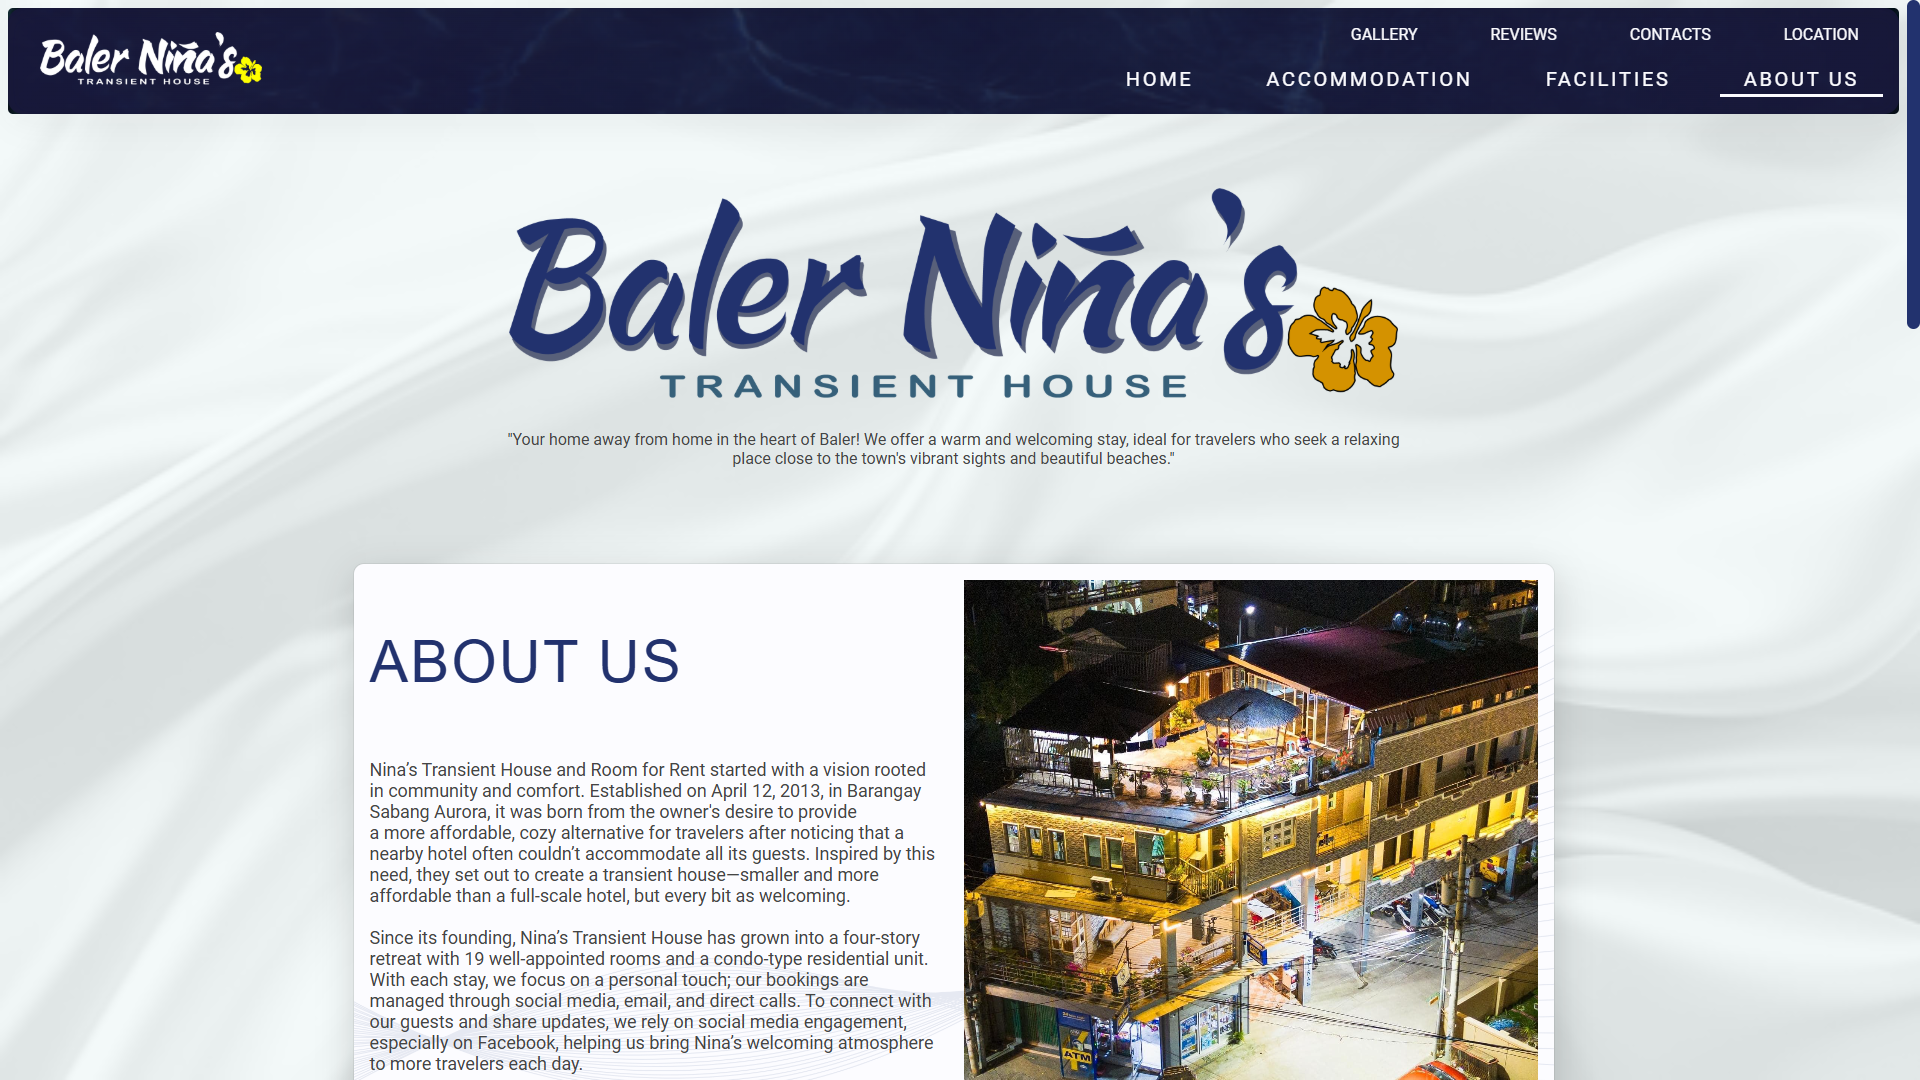 Baler Niña's
TRANSIENT HOUSE
GALLERY REVIEWS CONTACTS LOCATION
HOME ACCOMMODATION FACILITIES ABOUT US
Baler Niña's
TRANSIENT HOUSE
"Your home away from home in the heart of Baler! We offer a warm and welcoming stay, ideal for travelers who seek a relaxing
place close to the town's vibrant sights and beautiful beaches."
ABOUT US
Nina’s Transient House and Room for Rent started with a vision rooted
in community and comfort. Established on April 12, 2013, in Barangay
Sabang Aurora, it was born from the owner's desire to provide
a more affordable, cozy alternative for travelers after noticing that a
nearby hotel often couldn’t accommodate all its guests. Inspired by this
need, they set out to create a transient house—smaller and more
affordable than a full-scale hotel, but every bit as welcoming.
Since its founding, Nina’s Transient House has grown into a four-story
retreat with 19 well-appointed rooms and a condo-type residential unit.
With each stay, we focus on a personal touch; our bookings are
managed through social media, email, and direct calls. To connect with
our guests and share updates, we rely on social media engagement,
especially on Facebook, helping us bring Nina’s welcoming atmosphere
to more travelers each day.
ATM